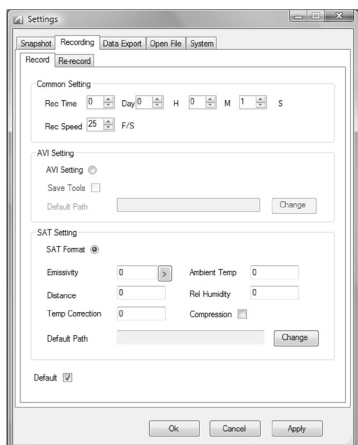 Settings
Snapshot Recording Data Export Open File System
Record Re-record
Common Setting
Rec Time 0 Day 0 H 0 M 1 S
Rec Speed 25 F/S
AVI Setting
AVI Setting
Save Tools
Default Path Change
SAT Setting
SAT Format
Emissivity 0 > Ambient Temp 0
Distance 0 Rel Humidity 0
Temp Correction 0 Compression
Default Path Change
Default
Ok Cancel Apply